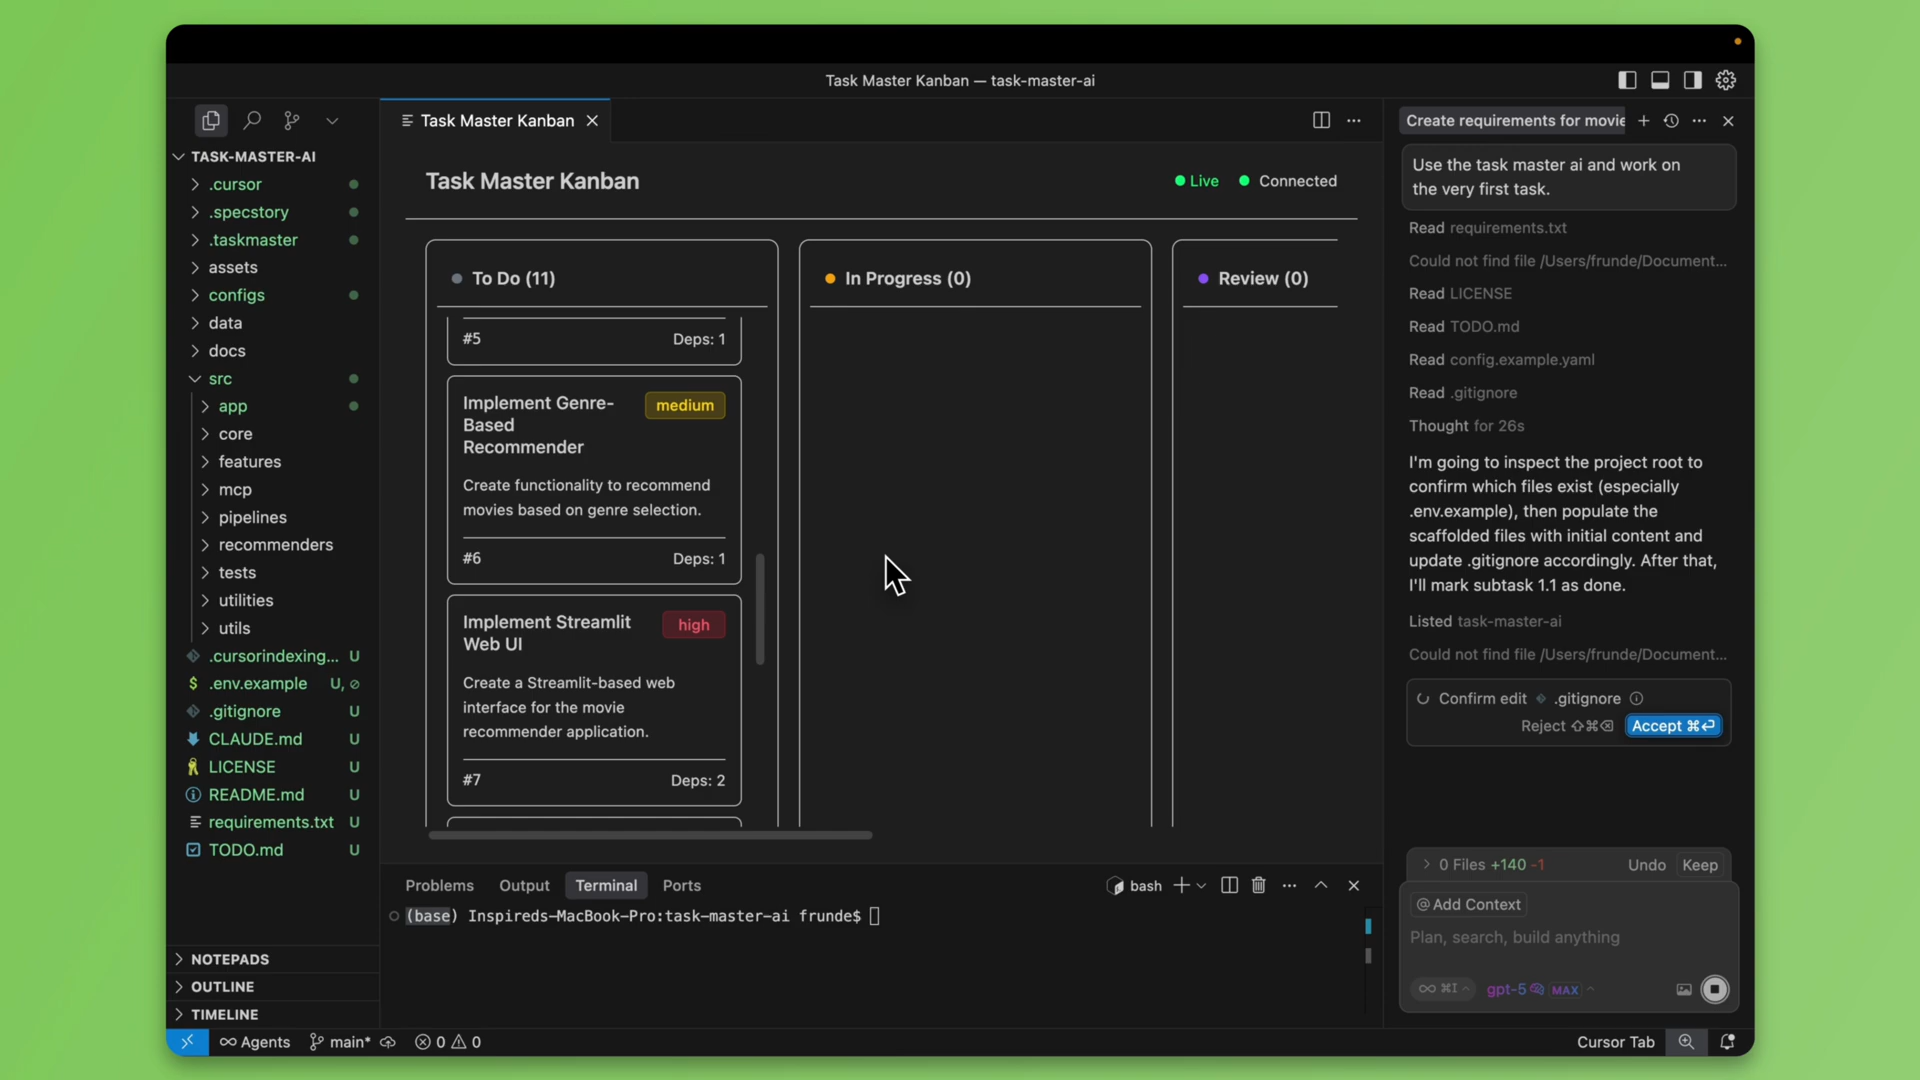 Task Master Kanban — task-master-ai
TASK-MASTER-AI
.cursor
.specstory
.taskmaster
assets
configs
data
docs
src
app
core
features
mcp
pipelines
recommenders
tests
utilities
utils
.cursorindexing... U
.env.example U,
.gitignore U
CLAUDE.md U
LICENSE U
README.md U
requirements.txt U
TODO.md U
NOTEPADS
OUTLINE
TIMELINE
Task Master Kanban
Task Master Kanban
Live
Connected
To Do (11)
#5 Deps: 1
Implement Genre-
Based
Recommender
medium
Create functionality to recommend
movies based on genre selection.
#6 Deps: 1
Implement Streamlit
Web UI
high
Create a Streamlit-based web
interface for the movie
recommender application.
#7 Deps: 2
In Progress (0)
Review (0)
Problems Output Terminal Ports
bash
(base) Inspireds-MacBook-Pro:task-master-ai frunde$
Create requirements for movie
Use the task master ai and work on
the very first task.
Read requirements.txt
Could not find file /Users/frunde/Document...
Read LICENSE
Read TODO.md
Read config.example.yaml
Read .gitignore
Thought for 26s
I'm going to inspect the project root to
confirm which files exist (especially
.env.example), then populate the
scaffolded files with initial content and
update .gitignore accordingly. After that,
I'll mark subtask 1.1 as done.
Listed task-master-ai
Could not find file /Users/frunde/Document...
Confirm edit .gitignore
Reject ⇧⌘⌫ Accept ⌘⏎
0 Files +140 -1 Undo Keep
@ Add Context
Plan, search, build anything
∞ ⌘I gpt-5 MAX
Agents main* 0 0
Cursor Tab